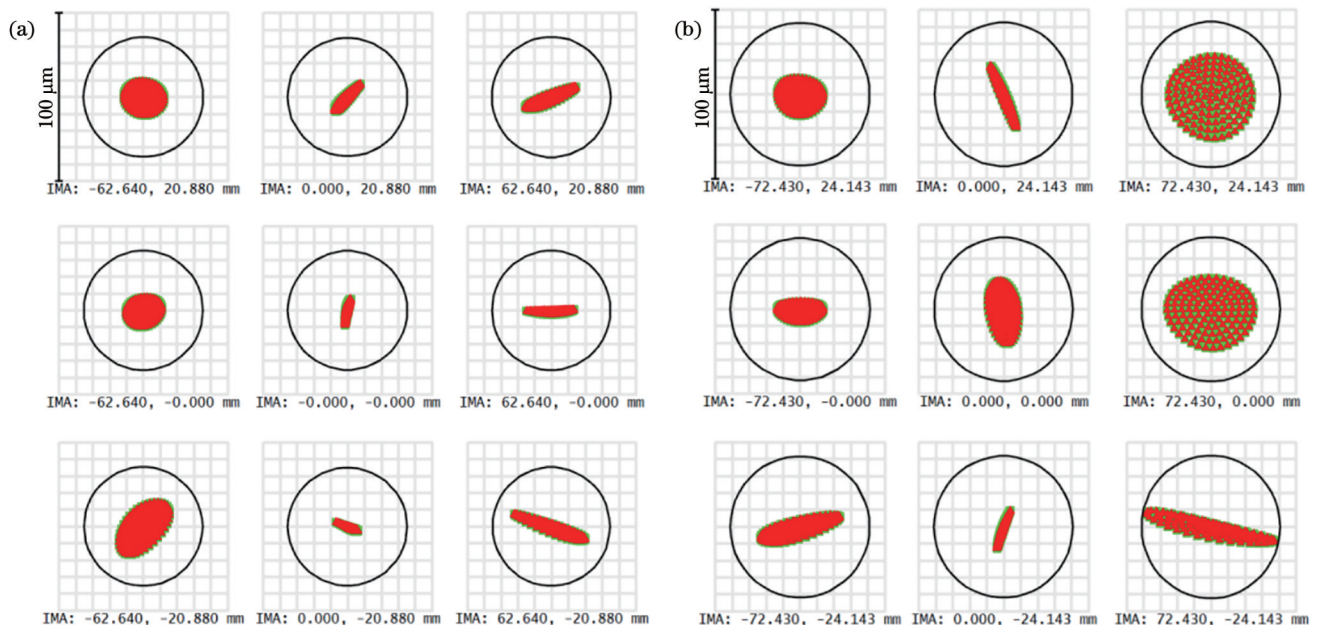 (a)
100 μm
IMA: -62.640, 20.880 mm
IMA: 0.000, 20.880 mm
IMA: 62.640, 20.880 mm
IMA: -62.640, -0.000 mm
IMA: -0.000, -0.000 mm
IMA: 62.640, -0.000 mm
IMA: -62.640, -20.880 mm
IMA: 0.000, -20.880 mm
IMA: 62.640, -20.880 mm
(b)
100 μm
IMA: -72.430, 24.143 mm
IMA: 0.000, 24.143 mm
IMA: 72.430, 24.143 mm
IMA: -72.430, -0.000 mm
IMA: 0.000, 0.000 mm
IMA: 72.430, 0.000 mm
IMA: -72.430, -24.143 mm
IMA: 0.000, -24.143 mm
IMA: 72.430, -24.143 mm